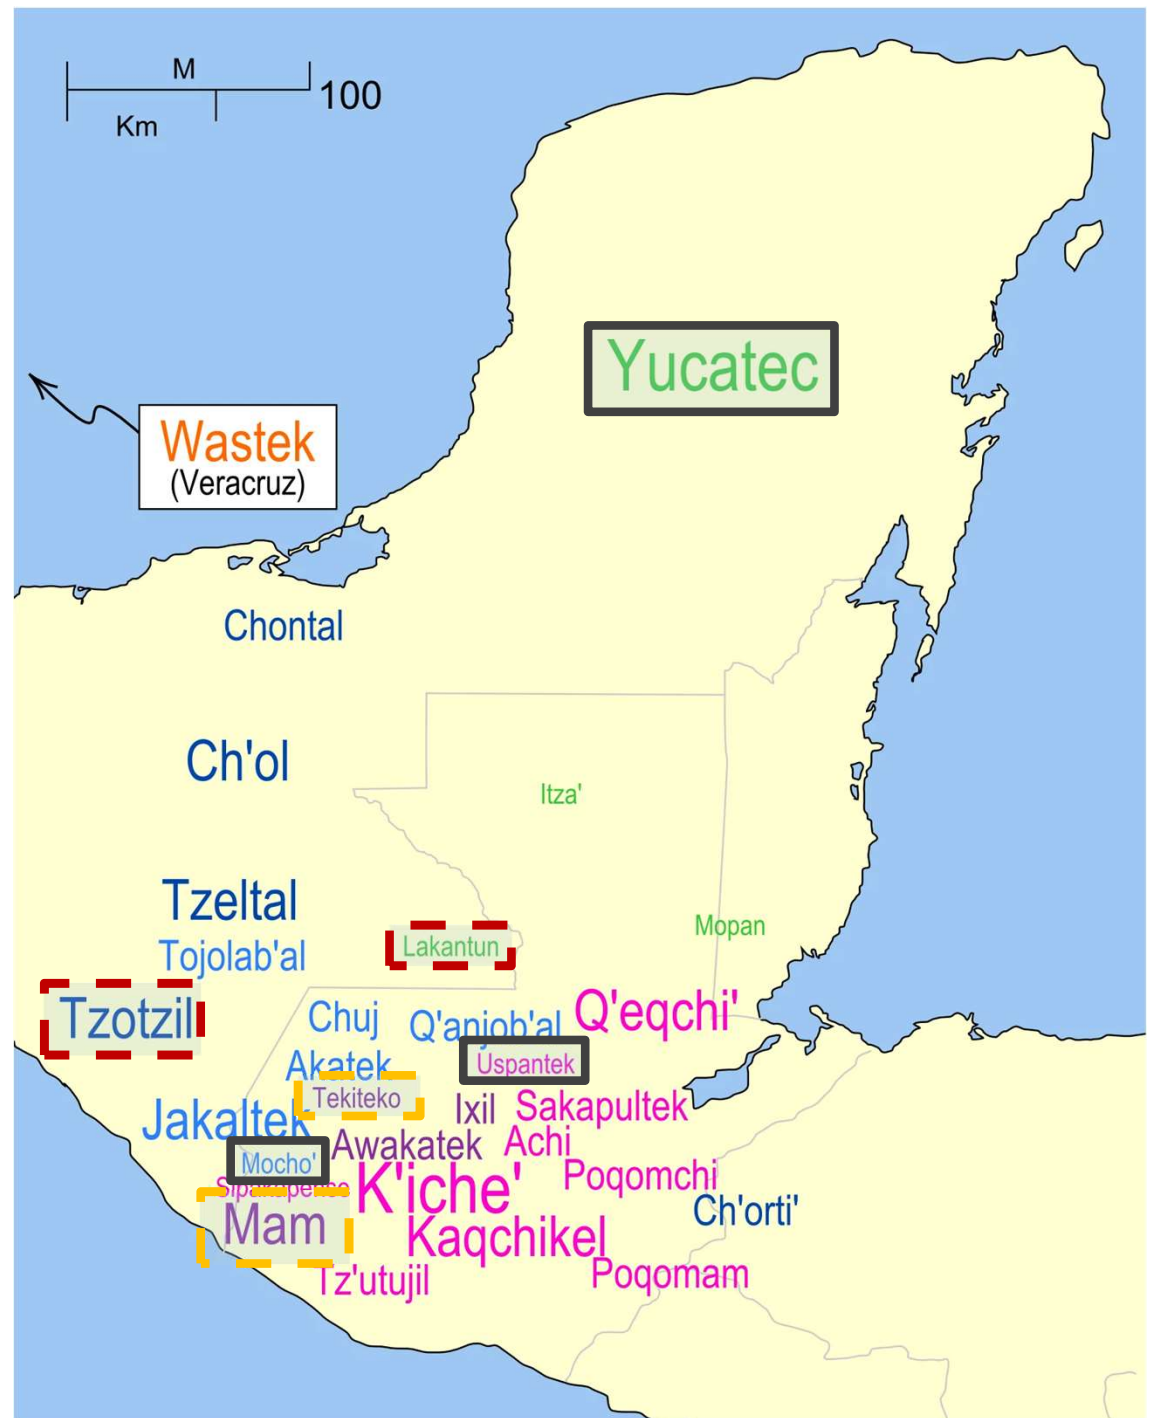 M
100
Km
Yucatec
Wastek
(Veracruz)
Chontal
Ch'ol
Itza'
Tzeltal
Mopan
Lakantun
Tojolab'al
Tzotzil
Chuj
Q'anjob'al
Q'eqchi'
Akatek
Uspantek
Tekiteko
Ixil
Sakapultek
Jakaltek
Awakatek
Achi
Mocho'
Poqomchi
Sipakapense
K'iche'
Ch'orti'
Mam
Kaqchikel
Tz'utujil
Poqomam